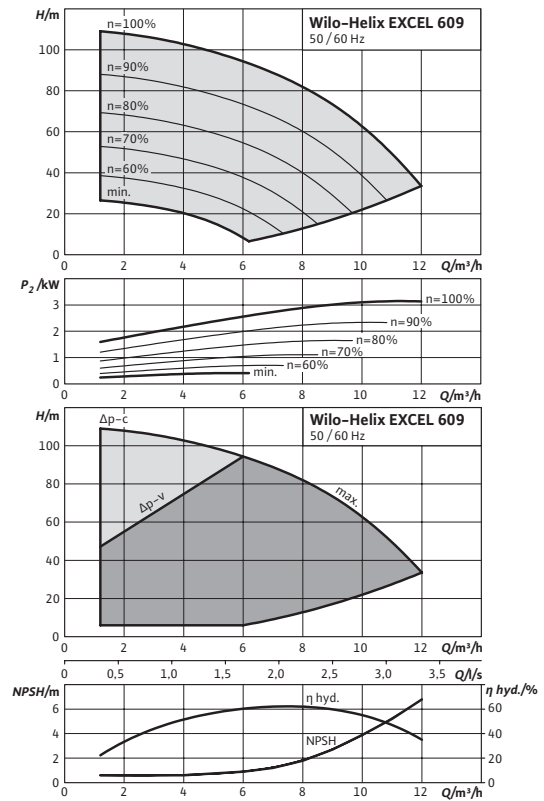 H/m
Wilo-Helix EXCEL 609
50 / 60 Hz
n=100%
100
n=90%
80
n=80%
60
n=70%
40
n=60%
min.
20
0
0 2 4 6 8 10 12 Q/m³/h
P₂ /kW
3
n=100%
2
n=90%
n=80%
1
n=70%
n=60%
min.
0
0 2 4 6 8 10 12 Q/m³/h
H/m
Δp-c
Wilo-Helix EXCEL 609
50 / 60 Hz
100
80
Δp-v
max.
60
40
20
0
0 2 4 6 8 10 12 Q/m³/h
0 0,5 1,0 1,5 2,0 2,5 3,0 3,5 Q/l/s
NPSH/m
η hyd./%
6
η hyd.
60
4
NPSH
40
2
20
0
0
0 2 4 6 8 10 12 Q/m³/h